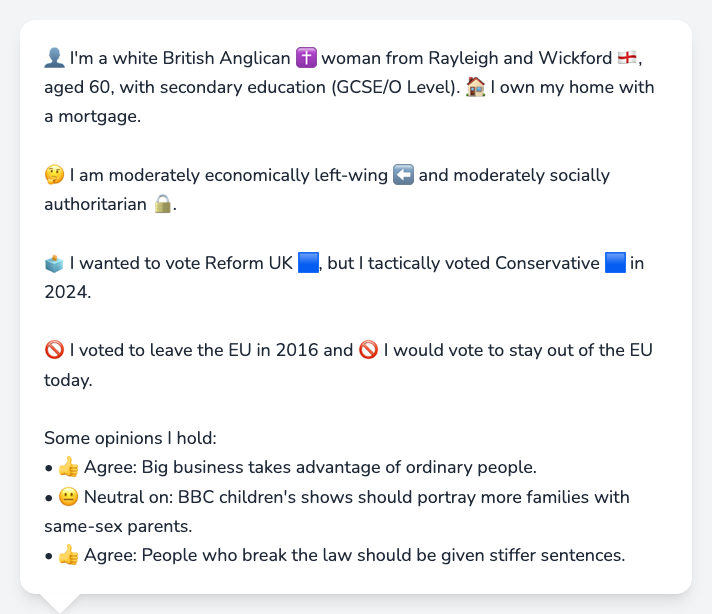 👤 I'm a white British Anglican ✝️ woman from Rayleigh and Wickford 🏴󠁧󠁢󠁥󠁮󠁧󠁿,
aged 60, with secondary education (GCSE/O Level). 🏠 I own my home with
a mortgage.
🤔 I am moderately economically left-wing ⬅️ and moderately socially
authoritarian 🔒.
🗳️ I wanted to vote Reform UK 🟦, but I tactically voted Conservative 🟦 in
2024.
🚫 I voted to leave the EU in 2016 and 🚫 I would vote to stay out of the EU
today.
Some opinions I hold:
• 👍 Agree: Big business takes advantage of ordinary people.
• 😐 Neutral on: BBC children's shows should portray more families with
same-sex parents.
• 👍 Agree: People who break the law should be given stiffer sentences.